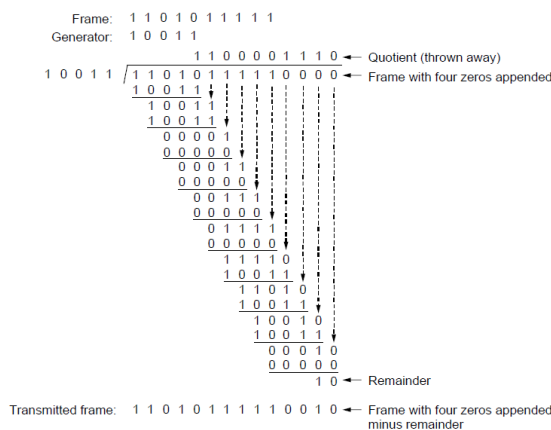 Frame: 1 1 0 1 0 1 1 1 1 1
Generator: 1 0 0 1 1
1 1 0 0 0 0 1 1 1 0 Quotient (thrown away)
1 0 0 1 1 1 1 0 1 0 1 1 1 1 1 0 0 0 0 Frame with four zeros appended
1 0 0 1 1
1 0 0 1 1
1 0 0 1 1
0 0 0 0 1
0 0 0 0 0
0 0 0 1 1
0 0 0 0 0
0 0 1 1 1
0 0 0 0 0
0 1 1 1 1
0 0 0 0 0
1 1 1 1 0
1 0 0 1 1
1 1 0 1 0
1 0 0 1 1
1 0 0 1 0
1 0 0 1 1
0 0 0 1 0
0 0 0 0 0
1 0 Remainder
Transmitted frame: 1 1 0 1 0 1 1 1 1 1 0 0 1 0 Frame with four zeros appended
minus remainder